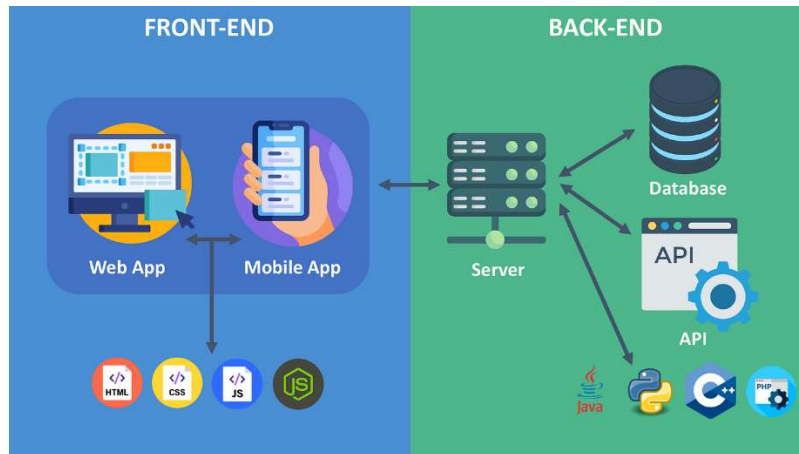 FRONT-END
BACK-END
Web App
Mobile App
Server
Database
API
API
</> HTML
</> CSS
</> JS
JS
Java
C++
PHP